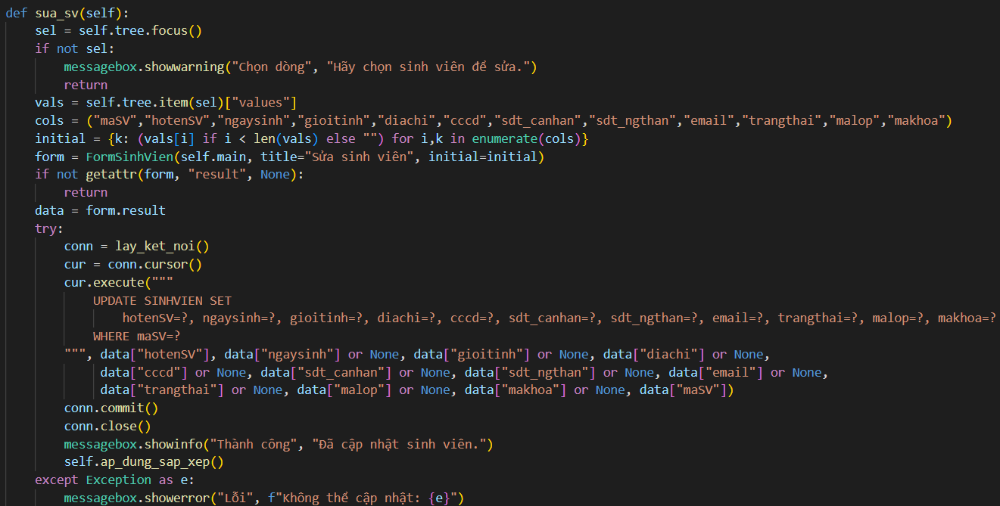 def sua_sv(self):
    sel = self.tree.focus()
    if not sel:
        messagebox.showwarning("Chọn dòng", "Hãy chọn sinh viên để sửa.")
        return
    vals = self.tree.item(sel)["values"]
    cols = ("maSV","hotenSV","ngaysinh","gioitinh","diachi","cccd","sdt_canhan","sdt_ngthan","email","trangthai","malop","makhoa")
    initial = {k: (vals[i] if i < len(vals) else "") for i,k in enumerate(cols)}
    form = FormSinhVien(self.main, title="Sửa sinh viên", initial=initial)
    if not getattr(form, "result", None):
        return
    data = form.result
    try:
        conn = lay_ket_noi()
        cur = conn.cursor()
        cur.execute("""
            UPDATE SINHVIEN SET
                hotenSV=?, ngaysinh=?, gioitinh=?, diachi=?, cccd=?, sdt_canhan=?, sdt_ngthan=?, email=?, trangthai=?, malop=?, makhoa=?
            WHERE maSV=?
        """, data["hotenSV"], data["ngaysinh"] or None, data["gioitinh"] or None, data["diachi"] or None,
             data["cccd"] or None, data["sdt_canhan"] or None, data["sdt_ngthan"] or None, data["email"] or None,
             data["trangthai"] or None, data["malop"] or None, data["makhoa"] or None, data["maSV"])
        conn.commit()
        conn.close()
        messagebox.showinfo("Thành công", "Đã cập nhật sinh viên.")
        self.ap_dung_sap_xep()
    except Exception as e:
        messagebox.showerror("Lỗi", f"Không thể cập nhật: {e}")